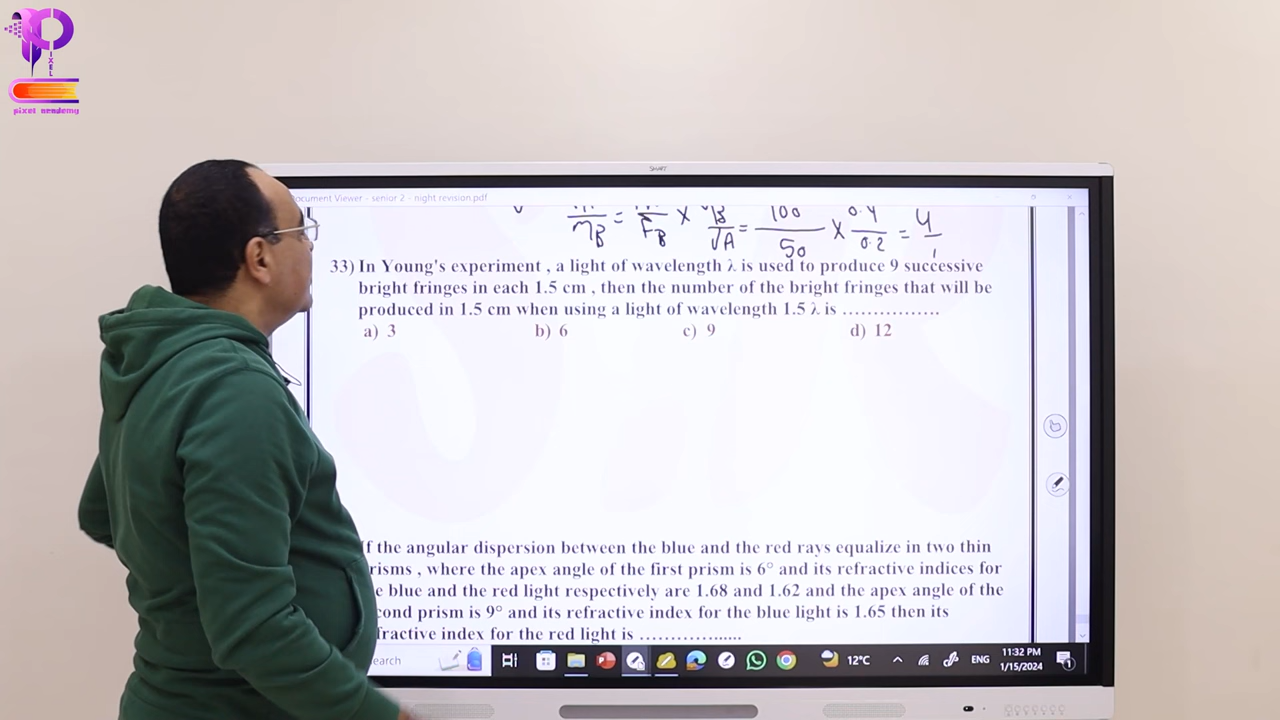 PIXEL
pixel academy
SMART
Document Viewer - senior 2 - night revision.pdf
ηB = FB × √A = 100 / 50 × 0.4 / 0.2 = 4 / 1
33) In Young's experiment , a light of wavelength λ is used to produce 9 successive
bright fringes in each 1.5 cm , then the number of the bright fringes that will be
produced in 1.5 cm when using a light of wavelength 1.5 λ is ................
a) 3 b) 6 c) 9 d) 12
If the angular dispersion between the blue and the red rays equalize in two thin
risms , where the apex angle of the first prism is 6° and its refractive indices for
e blue and the red light respectively are 1.68 and 1.62 and the apex angle of the
cond prism is 9° and its refractive index for the blue light is 1.65 then its
fractive index for the red light is ..................
earch 12°C ENG 11:32 PM
1/15/2024